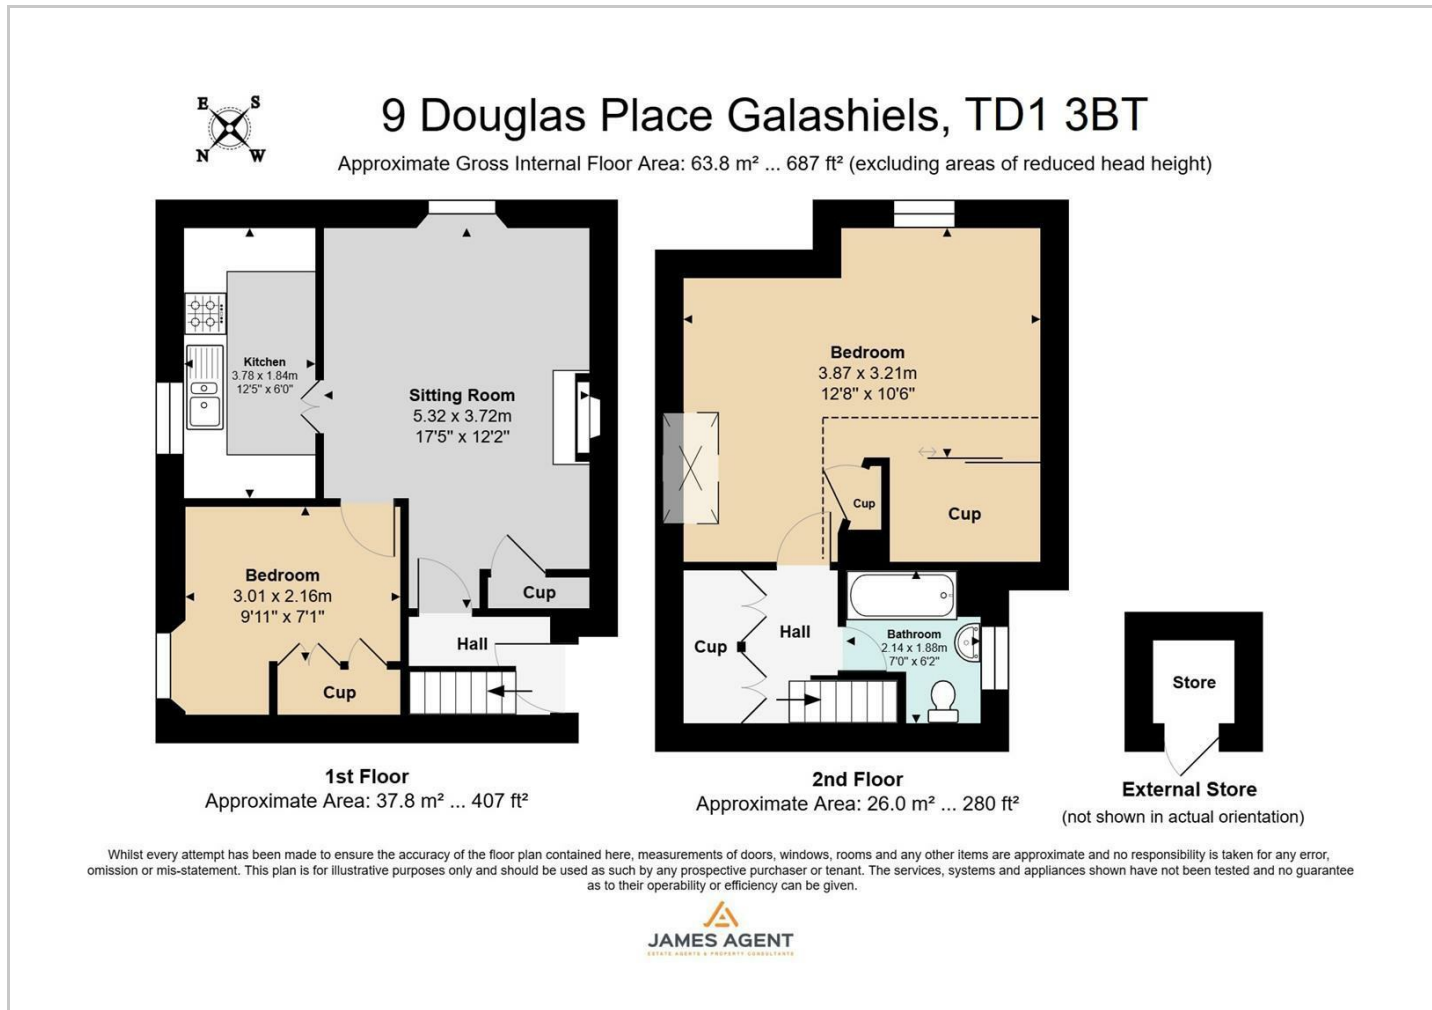 9 Douglas Place Galashiels, TD1 3BT
E S
N W
Approximate Gross Internal Floor Area: 63.8 m² ... 687 ft² (excluding areas of reduced head height)
Kitchen
3.78 x 1.84m
12'5" x 6'0"
Sitting Room
5.32 x 3.72m
17'5" x 12'2"
Bedroom
3.01 x 2.16m
9'11" x 7'1"
Cup
Cup
Hall
1st Floor
Approximate Area: 37.8 m² ... 407 ft²
Bedroom
3.87 x 3.21m
12'8" x 10'6"
Cup
Cup
Cup
Hall
Bathroom
2.14 x 1.88m
7'0" x 6'2"
2nd Floor
Approximate Area: 26.0 m² ... 280 ft²
Store
External Store
(not shown in actual orientation)
Whilst every attempt has been made to ensure the accuracy of the floor plan contained here, measurements of doors, windows, rooms and any other items are approximate and no responsibility is taken for any error,
omission or mis-statement. This plan is for illustrative purposes only and should be used as such by any prospective purchaser or tenant. The services, systems and appliances shown have not been tested and no guarantee
as to their operability or efficiency can be given.
JAMES AGENT
ESTATE AGENTS & PROPERTY CONSULTANTS